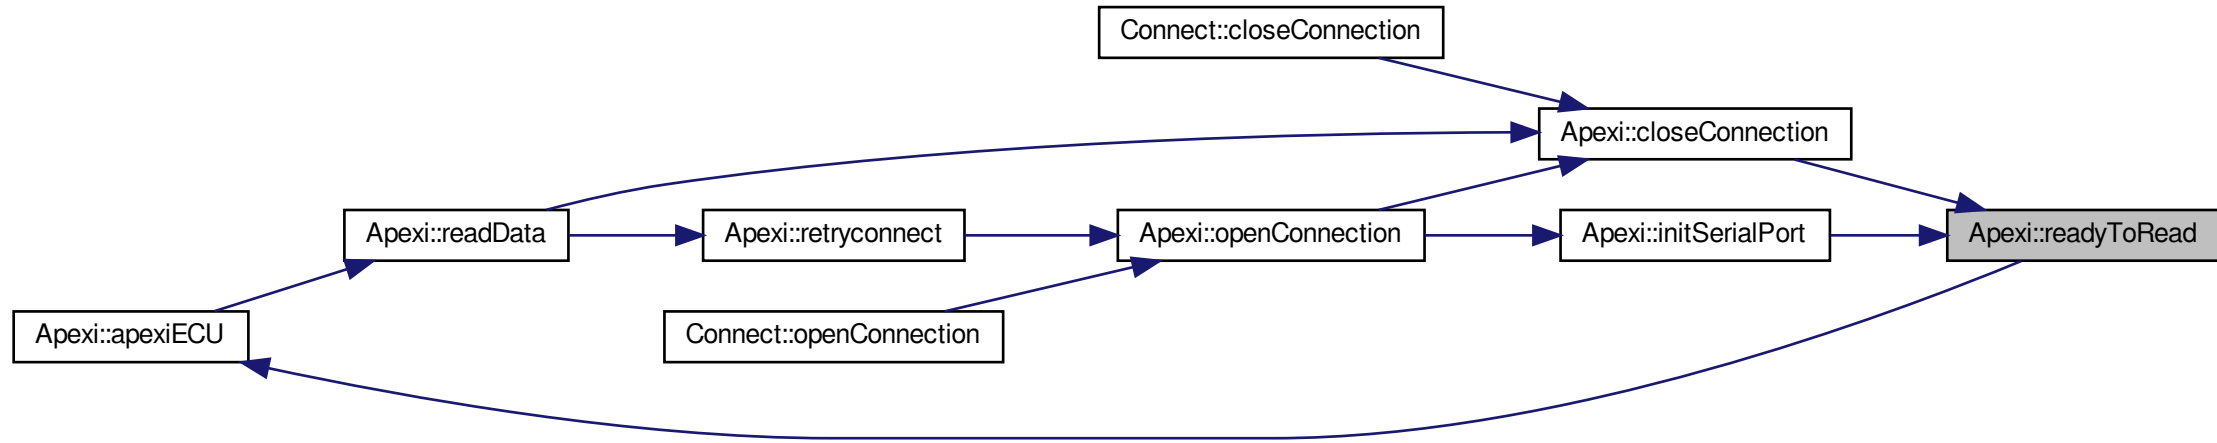 Connect::closeConnection
Apexi::closeConnection
Apexi::readData
Apexi::retryconnect
Apexi::openConnection
Apexi::initSerialPort
Apexi::readyToRead
Apexi::apexiECU
Connect::openConnection